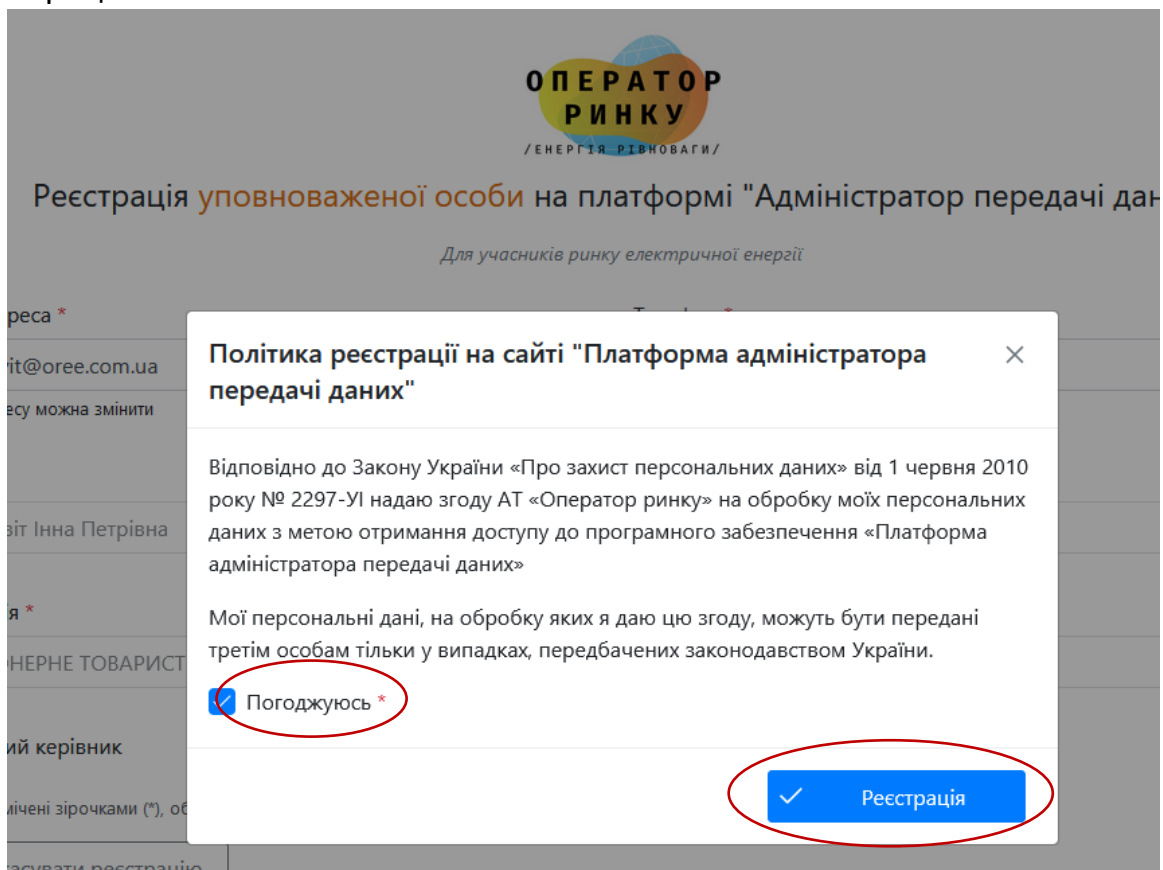 ОПЕРАТОР
РИНКУ
/ЕНЕРГІЯ РІВНОВАГИ/
Реєстрація уповноваженої особи на платформі "Адміністратор передачі дан
Для учасників ринку електричної енергії
реса *
Політика реєстрації на сайті "Платформа адміністратора
передачі даних"
it@oree.com.ua
есу можна змінити
Відповідно до Закону України «Про захист персональних даних» від 1 червня 2010
року № 2297-УІ надаю згоду АТ «Оператор ринку» на обробку моїх персональних
даних з метою отримання доступу до програмного забезпечення «Платформа
адміністратора передачі даних»
віт Інна Петрівна
Мої персональні дані, на обробку яких я даю цю згоду, можуть бути передані
третім особам тільки у випадках, передбачених законодавством України.
ія *
НЕРНЕ ТОВАРИСТ
Погоджуюсь *
ий керівник
мічені зірочками (*), об
Реєстрація